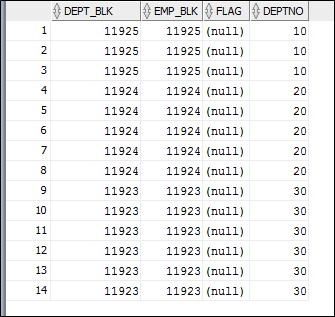 DEPT_BLK EMP_BLK FLAG DEPTNO
1 11925 11925 (null) 10
2 11925 11925 (null) 10
3 11925 11925 (null) 10
4 11924 11924 (null) 20
5 11924 11924 (null) 20
6 11924 11924 (null) 20
7 11924 11924 (null) 20
8 11924 11924 (null) 20
9 11923 11923 (null) 30
10 11923 11923 (null) 30
11 11923 11923 (null) 30
12 11923 11923 (null) 30
13 11923 11923 (null) 30
14 11923 11923 (null) 30